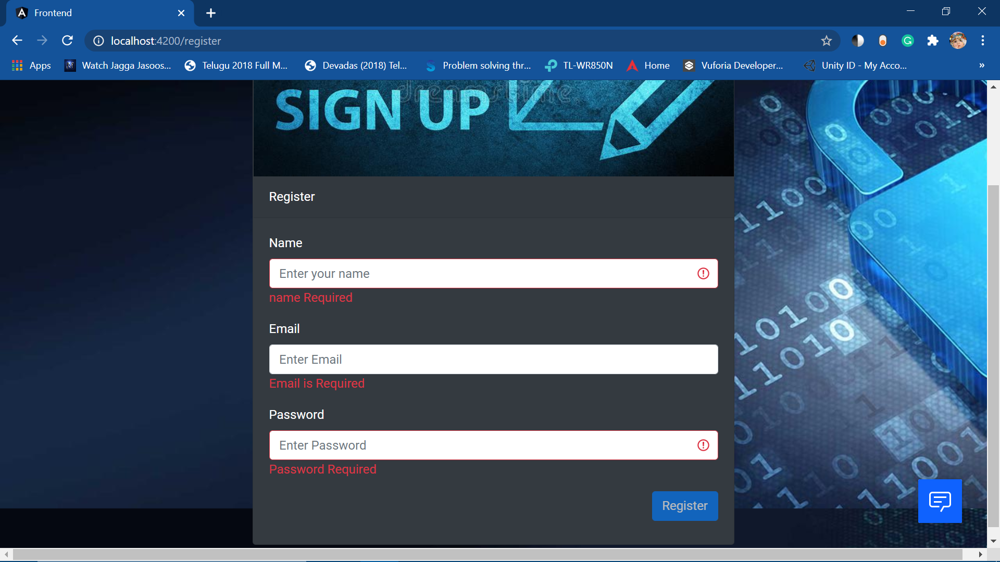 Frontend
localhost:4200/register
Apps
Watch Jagga Jasoos...
Telugu 2018 Full M...
Devadas (2018) Tel...
Problem solving thr...
TL-WR850N
Home
Vuforia Developer...
Unity ID - My Acco...
»
dreamstime
SIGN UP
Register
Name
Enter your name
name Required
Email
Enter Email
Email is Required
Password
Enter Password
Password Required
Register